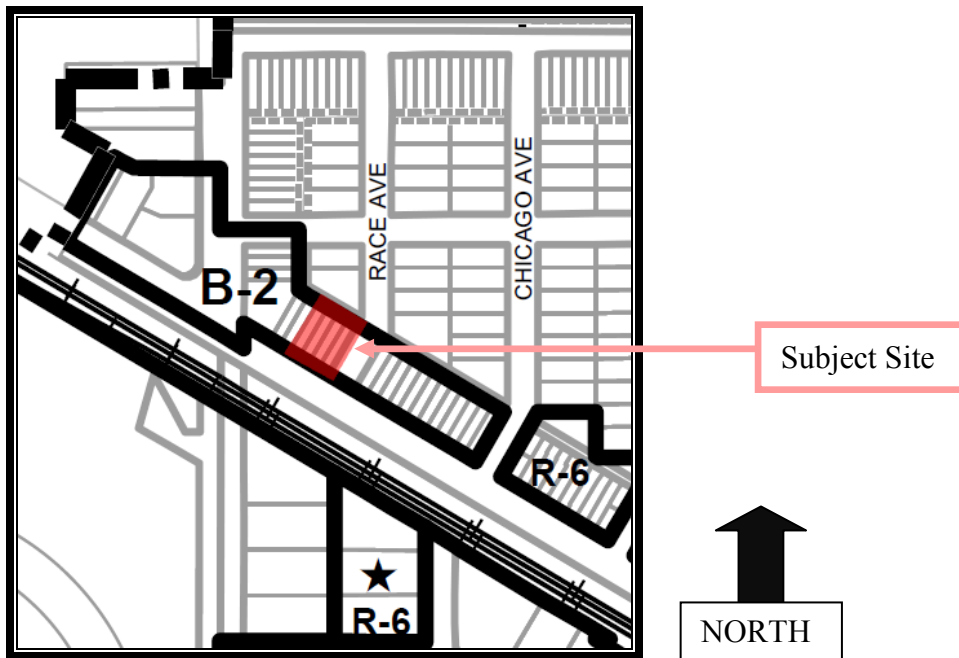 RACE AVE
CHICAGO AVE
B-2
Subject Site
R-6
★
R-6
NORTH